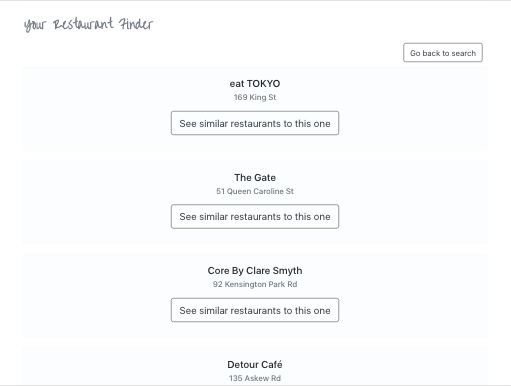 your Restaurant Finder
Go back to search
eat TOKYO
169 King St
See similar restaurants to this one
The Gate
51 Queen Caroline St
See similar restaurants to this one
Core By Clare Smyth
92 Kensington Park Rd
See similar restaurants to this one
Detour Café
135 Askew Rd